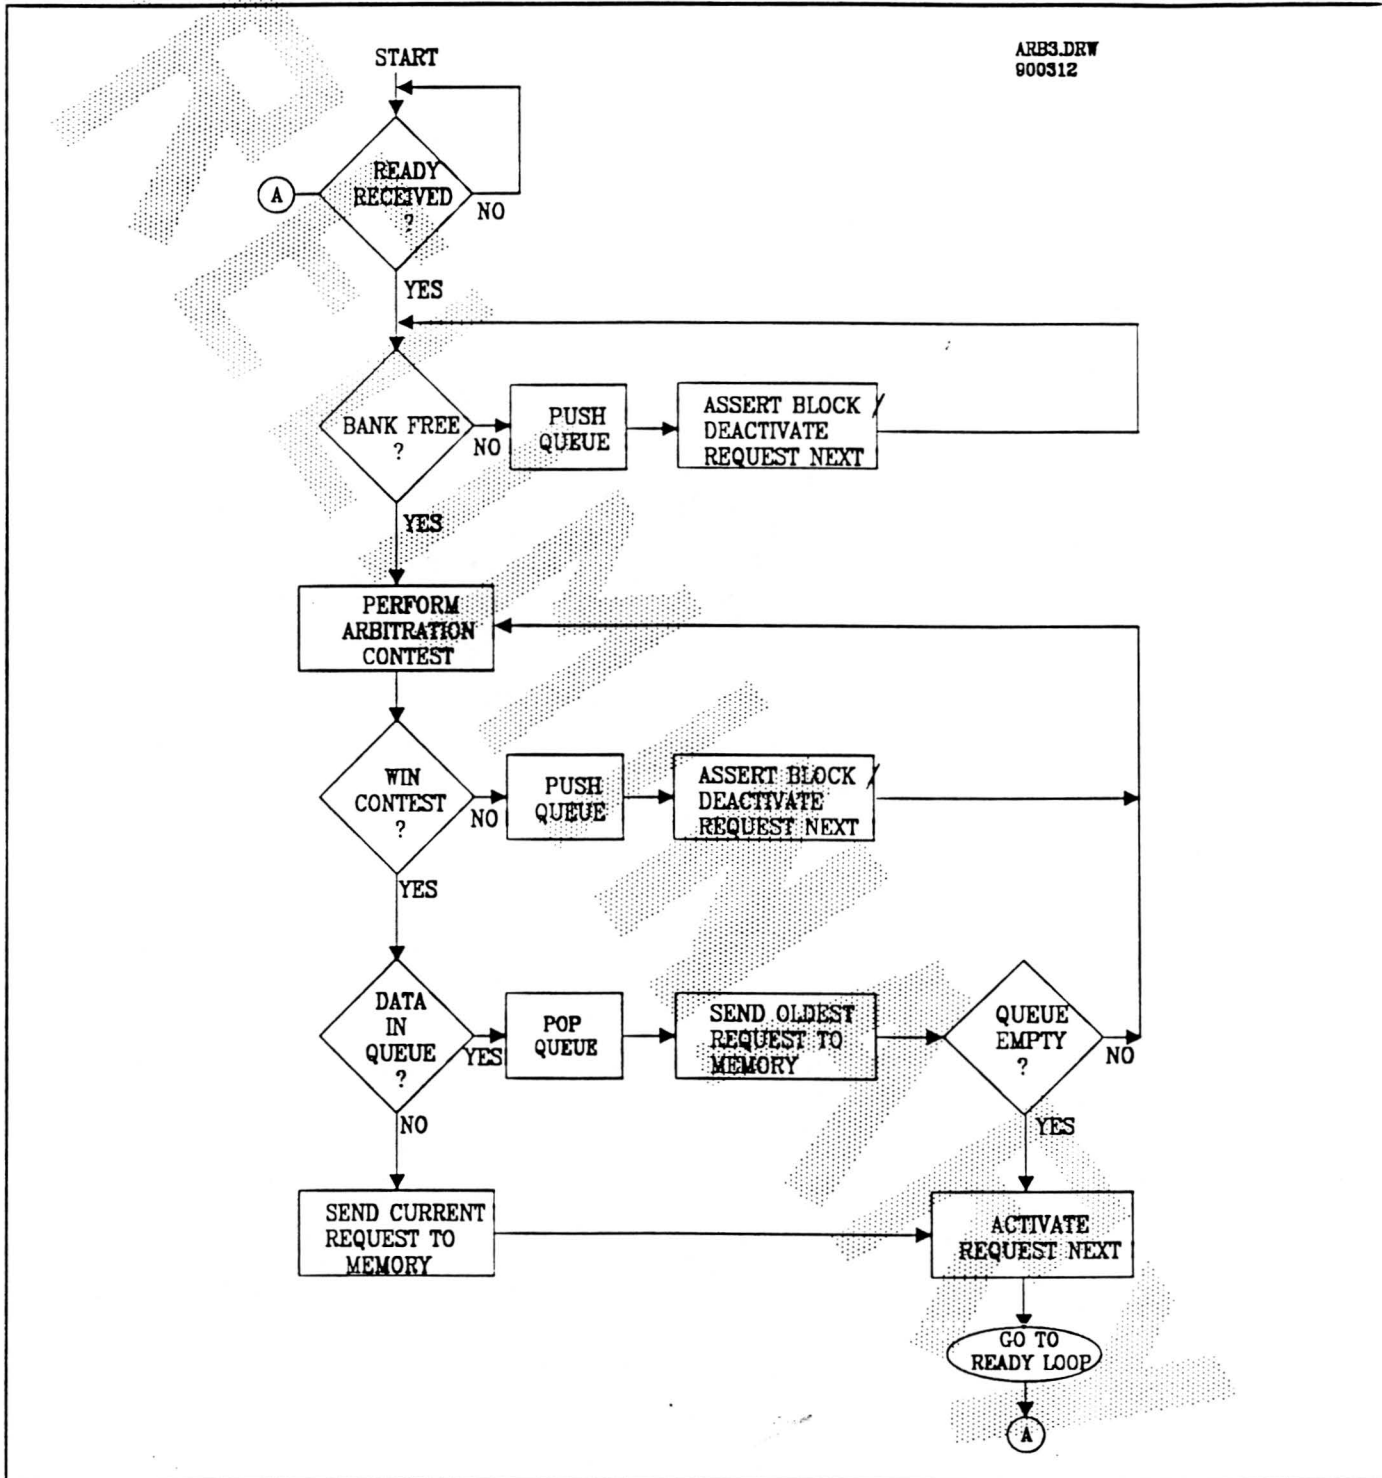 ARB3.DRW
900312
START
READY
RECEIVED
?
A
NO
YES
BANK FREE
?
NO
PUSH
QUEUE
ASSERT BLOCK /
DEACTIVATE
REQUEST NEXT
YES
PERFORM
ARBITRATION
CONTEST
WIN
CONTEST
?
NO
PUSH
QUEUE
ASSERT BLOCK /
DEACTIVATE
REQUEST NEXT
YES
DATA
IN
QUEUE
?
YES
POP
QUEUE
SEND OLDEST
REQUEST TO
MEMORY
QUEUE
EMPTY
?
NO
NO
YES
SEND CURRENT
REQUEST TO
MEMORY
ACTIVATE
REQUEST NEXT
GO TO
READY LOOP
A
PRELIMINARY